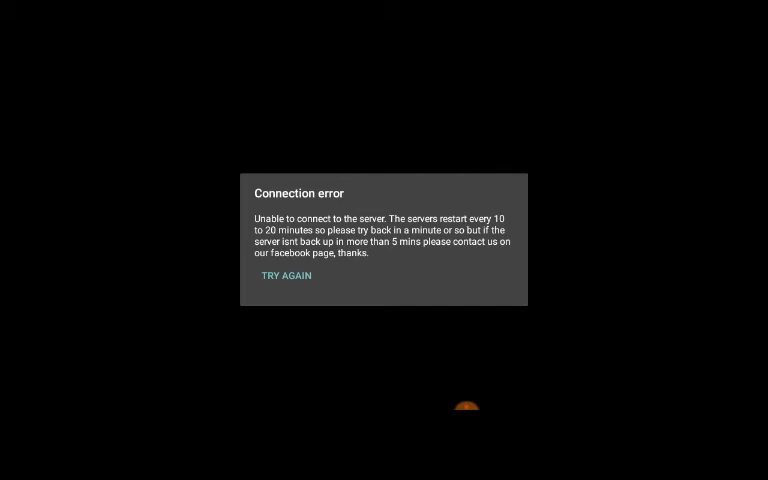 Connection error
Unable to connect to the server. The servers restart every 10
to 20 minutes so please try back in a minute or so but if the
server isnt back up in more than 5 mins please contact us on
our facebook page, thanks.
TRY AGAIN